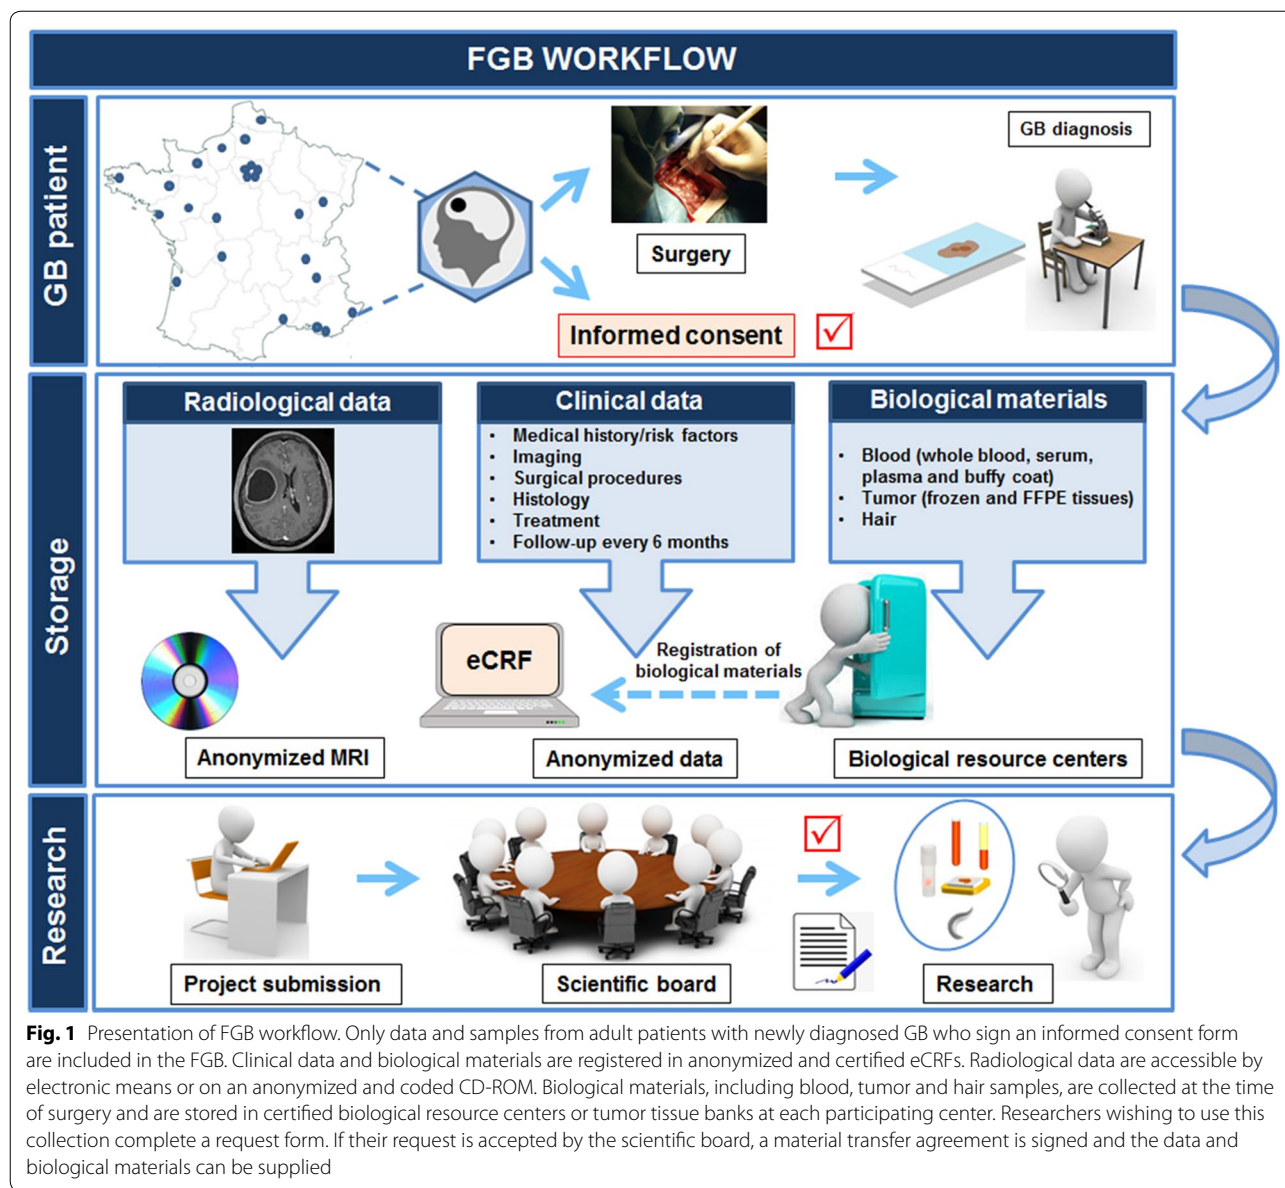 FGB WORKFLOW
GB patient
GB diagnosis
Surgery
Informed consent
Storage
Radiological data
Clinical data
• Medical history/risk factors
• Imaging
• Surgical procedures
• Histology
• Treatment
• Follow-up every 6 months
Biological materials
• Blood (whole blood, serum,
plasma and buffy coat)
• Tumor (frozen and FFPE tissues)
• Hair
eCRF
Registration of
biological materials
Anonymized MRI
Anonymized data
Biological resource centers
Research
Project submission
Scientific board
Research
Fig. 1 Presentation of FGB workflow. Only data and samples from adult patients with newly diagnosed GB who sign an informed consent form
are included in the FGB. Clinical data and biological materials are registered in anonymized and certified eCRFs. Radiological data are accessible by
electronic means or on an anonymized and coded CD-ROM. Biological materials, including blood, tumor and hair samples, are collected at the time
of surgery and are stored in certified biological resource centers or tumor tissue banks at each participating center. Researchers wishing to use this
collection complete a request form. If their request is accepted by the scientific board, a material transfer agreement is signed and the data and
biological materials can be supplied